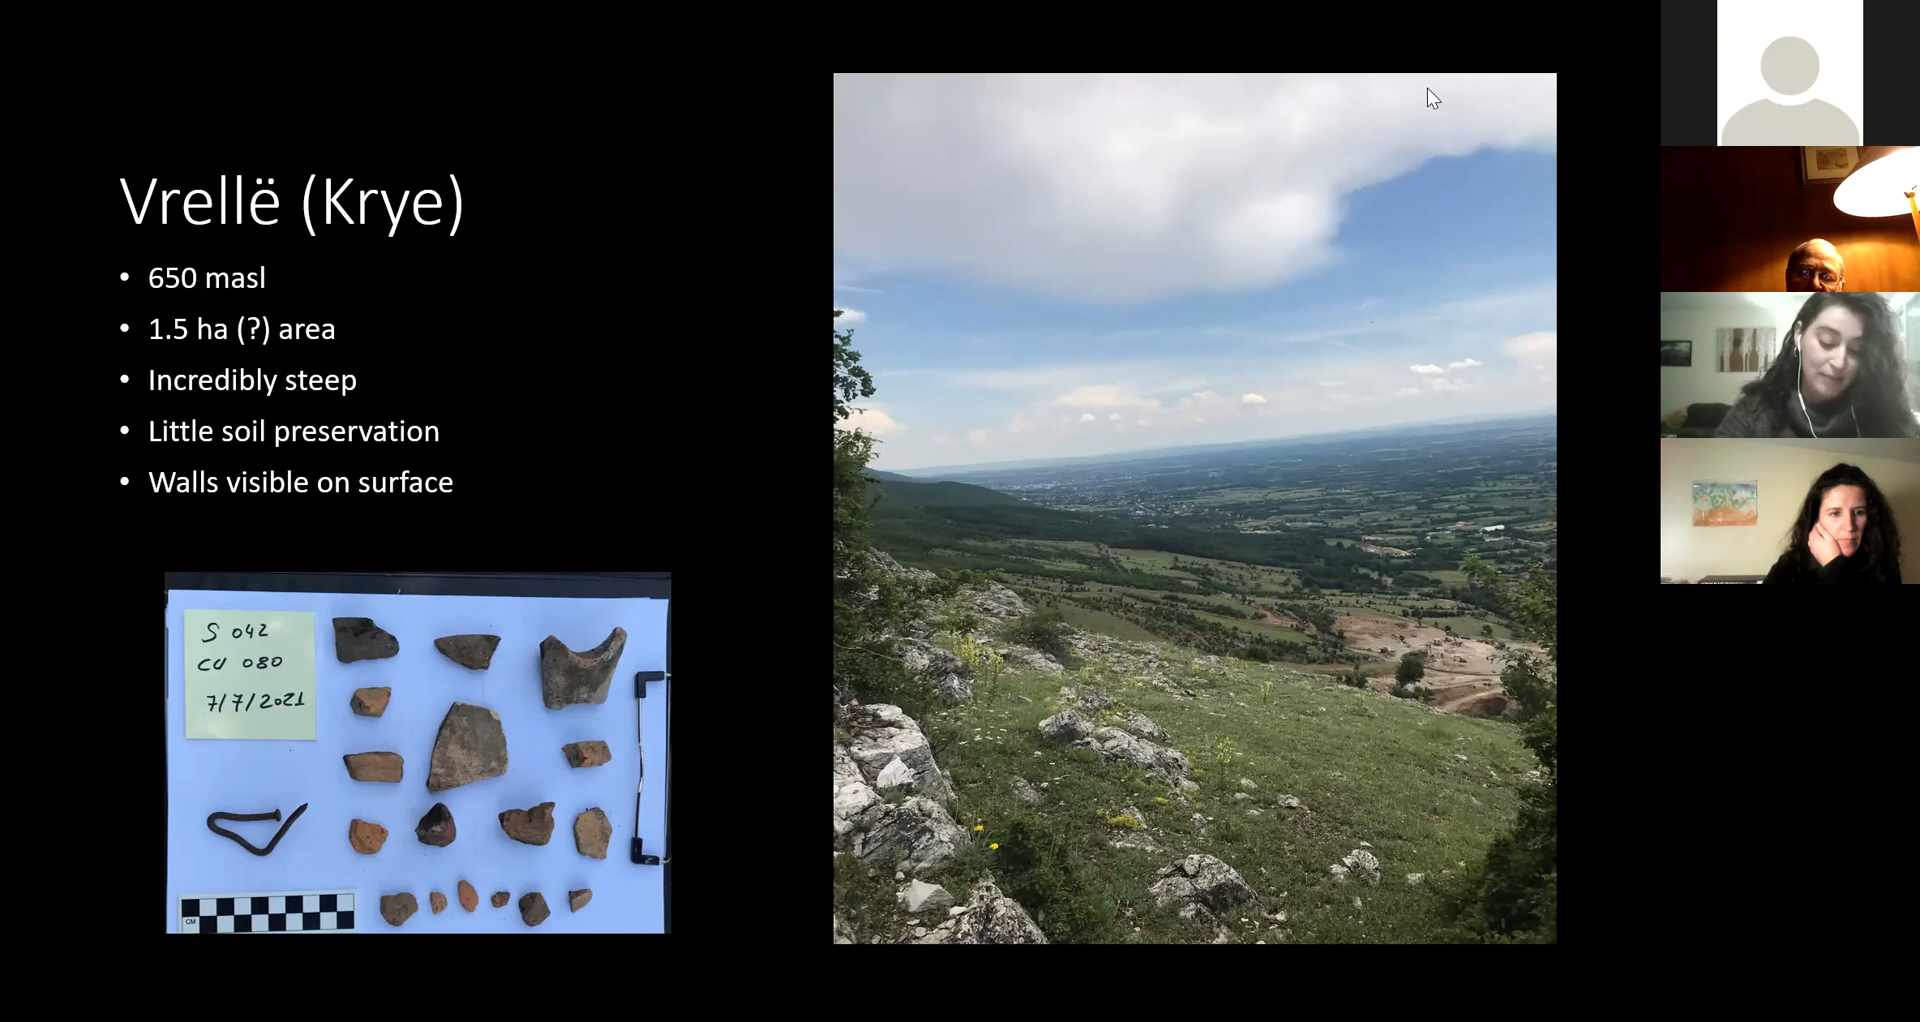 Vrellë (Krye)
• 650 masl
• 1.5 ha (?) area
• Incredibly steep
• Little soil preservation
• Walls visible on surface
S 042
CU 080
7/7/2021
CM